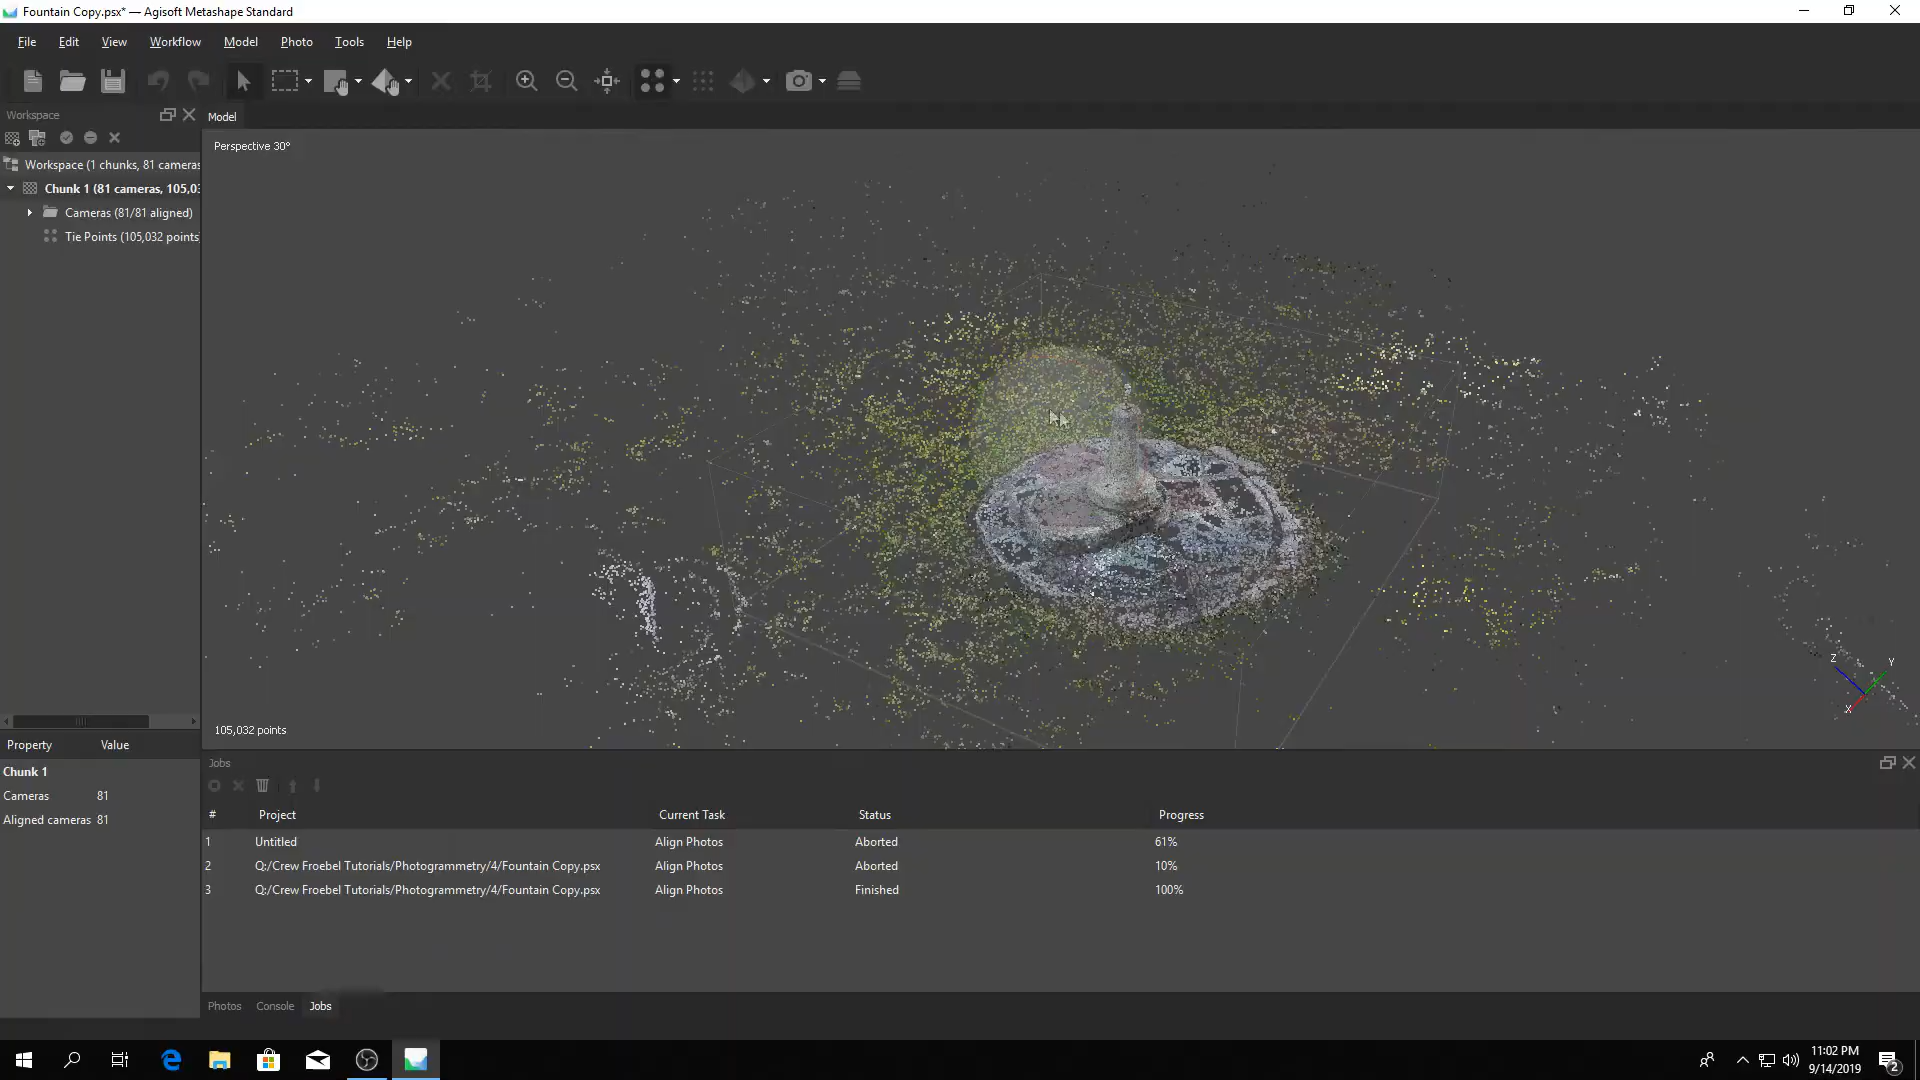 Fountain Copy.psx* — Agisoft Metashape Standard
File Edit View Workflow Model Photo Tools Help
Workspace
Model
Perspective 30°
Workspace (1 chunks, 81 cameras
Chunk 1 (81 cameras, 105,03
Cameras (81/81 aligned)
Tie Points (105,032 points)
Z
Y
X
105,032 points
Property Value
Chunk 1
Cameras 81
Aligned cameras 81
Jobs
# Project Current Task Status Progress
1 Untitled Align Photos Aborted 61%
2 Q:/Crew Froebel Tutorials/Photogrammetry/4/Fountain Copy.psx Align Photos Aborted 10%
3 Q:/Crew Froebel Tutorials/Photogrammetry/4/Fountain Copy.psx Align Photos Finished 100%
Photos Console Jobs
11:02 PM
9/14/2019
2